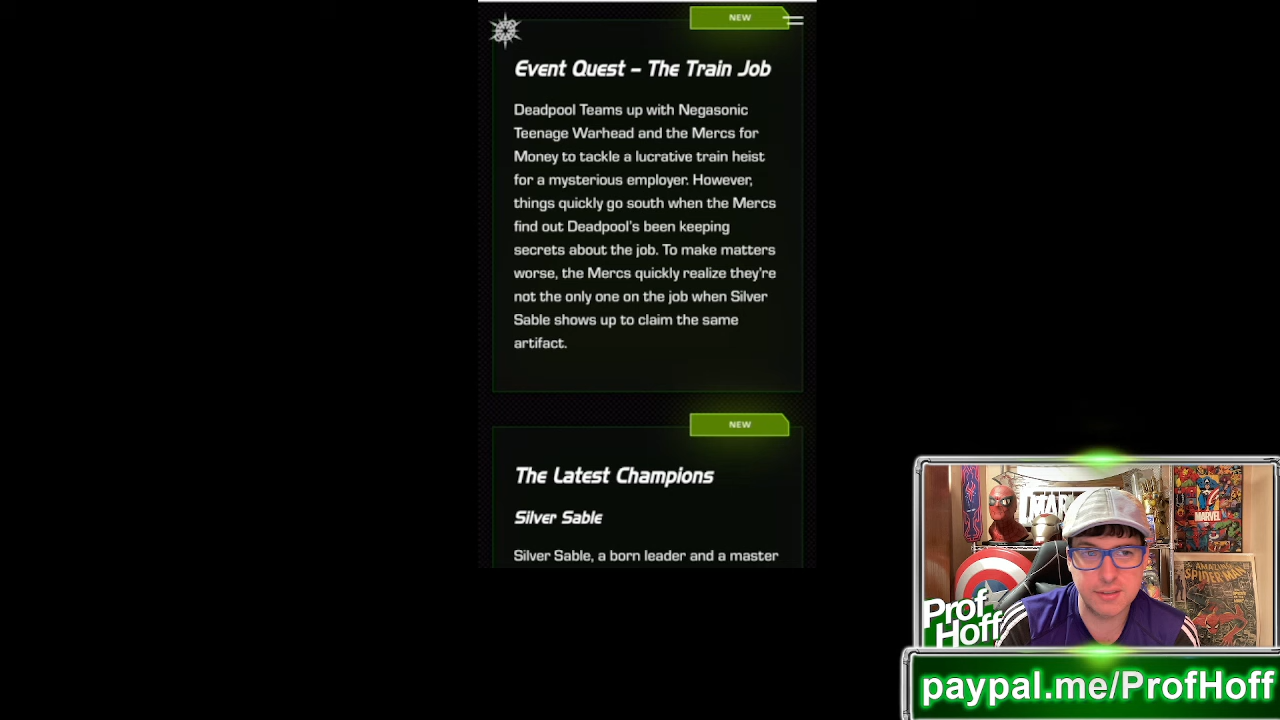 NEW
Event Quest – The Train Job
Deadpool Teams up with Negasonic
Teenage Warhead and the Mercs for
Money to tackle a lucrative train heist
for a mysterious employer. However,
things quickly go south when the Mercs
find out Deadpool's been keeping
secrets about the job. To make matters
worse, the Mercs quickly realize they're
not the only one on the job when Silver
Sable shows up to claim the same
artifact.
NEW
The Latest Champions
Silver Sable
Silver Sable, a born leader and a master
MARVEL
AMAZING
SPIDER-MAN
Prof
Hoff
paypal.me/ProfHoff